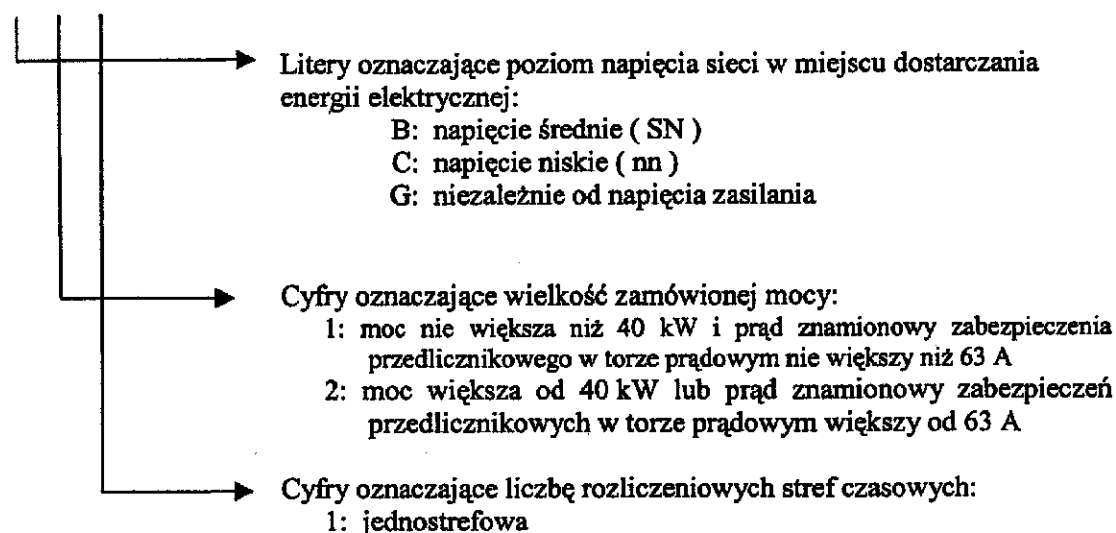 Litery oznaczające poziom napięcia sieci w miejscu dostarczania
energii elektrycznej:
B: napięcie średnie ( SN )
C: napięcie niskie ( nn )
G: niezależnie od napięcia zasilania
Cyfry oznaczające wielkość zamówionej mocy:
1: moc nie większa niż 40 kW i prąd znamionowy zabezpieczenia
przedlicznikowego w torze prądowym nie większy niż 63 A
2: moc większa od 40 kW lub prąd znamionowy zabezpieczeń
przedlicznikowych w torze prądowym większy od 63 A
Cyfry oznaczające liczbę rozliczeniowych stref czasowych:
1: jednostrefowa